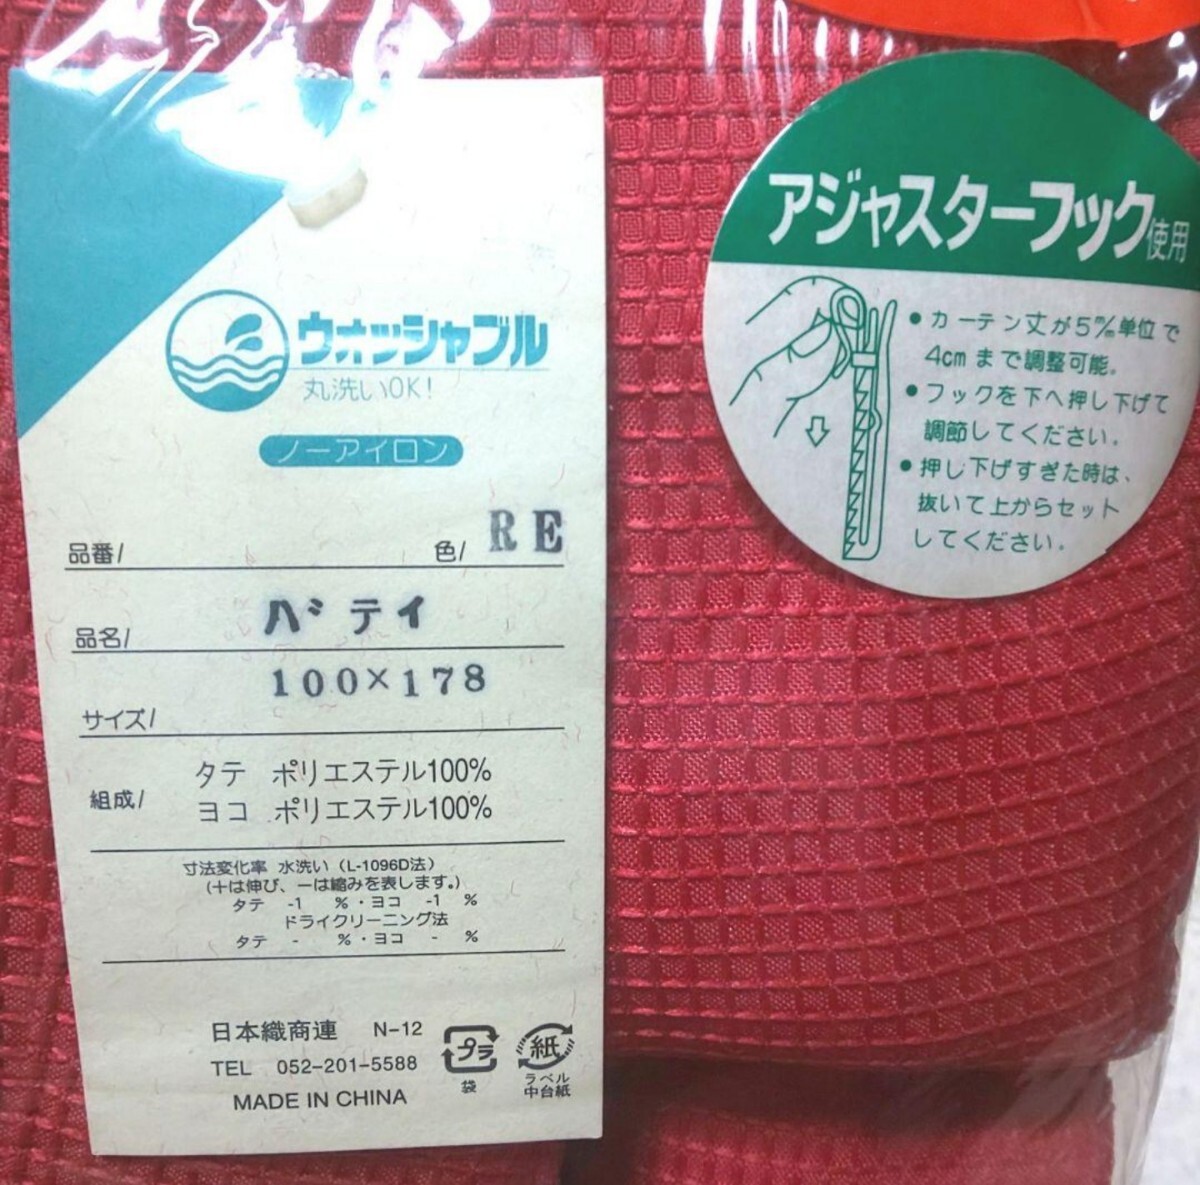 ウォッシャブル
丸洗いOK!
ノーアイロン
品番/ 色/ RE
品名/ バテイ
サイズ/ 100×178
組成/ タテ ポリエステル100%
ヨコ ポリエステル100%
寸法変化率 水洗い(L-1096D法)
(十は伸び、一は縮みを表します。)
タテ -1 %・ヨコ -1 %
ドライクリーニング法
タテ - %・ヨコ - %
日本織商連 N-12
TEL 052-201-5588
MADE IN CHINA
プラ
袋
紙
ラベル
中台紙
アジャスターフック使用
•カーテン丈が5m/m単位で
4cmまで調整可能。
•フックを下へ押し下げて
調節してください。
•押し下げすぎた時は、
抜いて上からセット
してください。